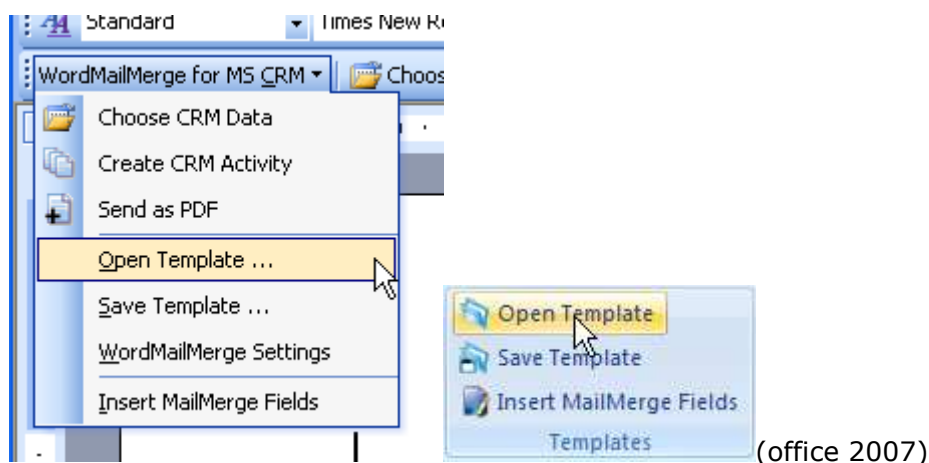 Standard Times New R
WordMailMerge for MS CRM Choos
Choose CRM Data
Create CRM Activity
Send as PDF
Open Template ...
Save Template ...
WordMailMerge Settings
Insert MailMerge Fields
Open Template
Save Template
Insert MailMerge Fields
Templates
(office 2007)